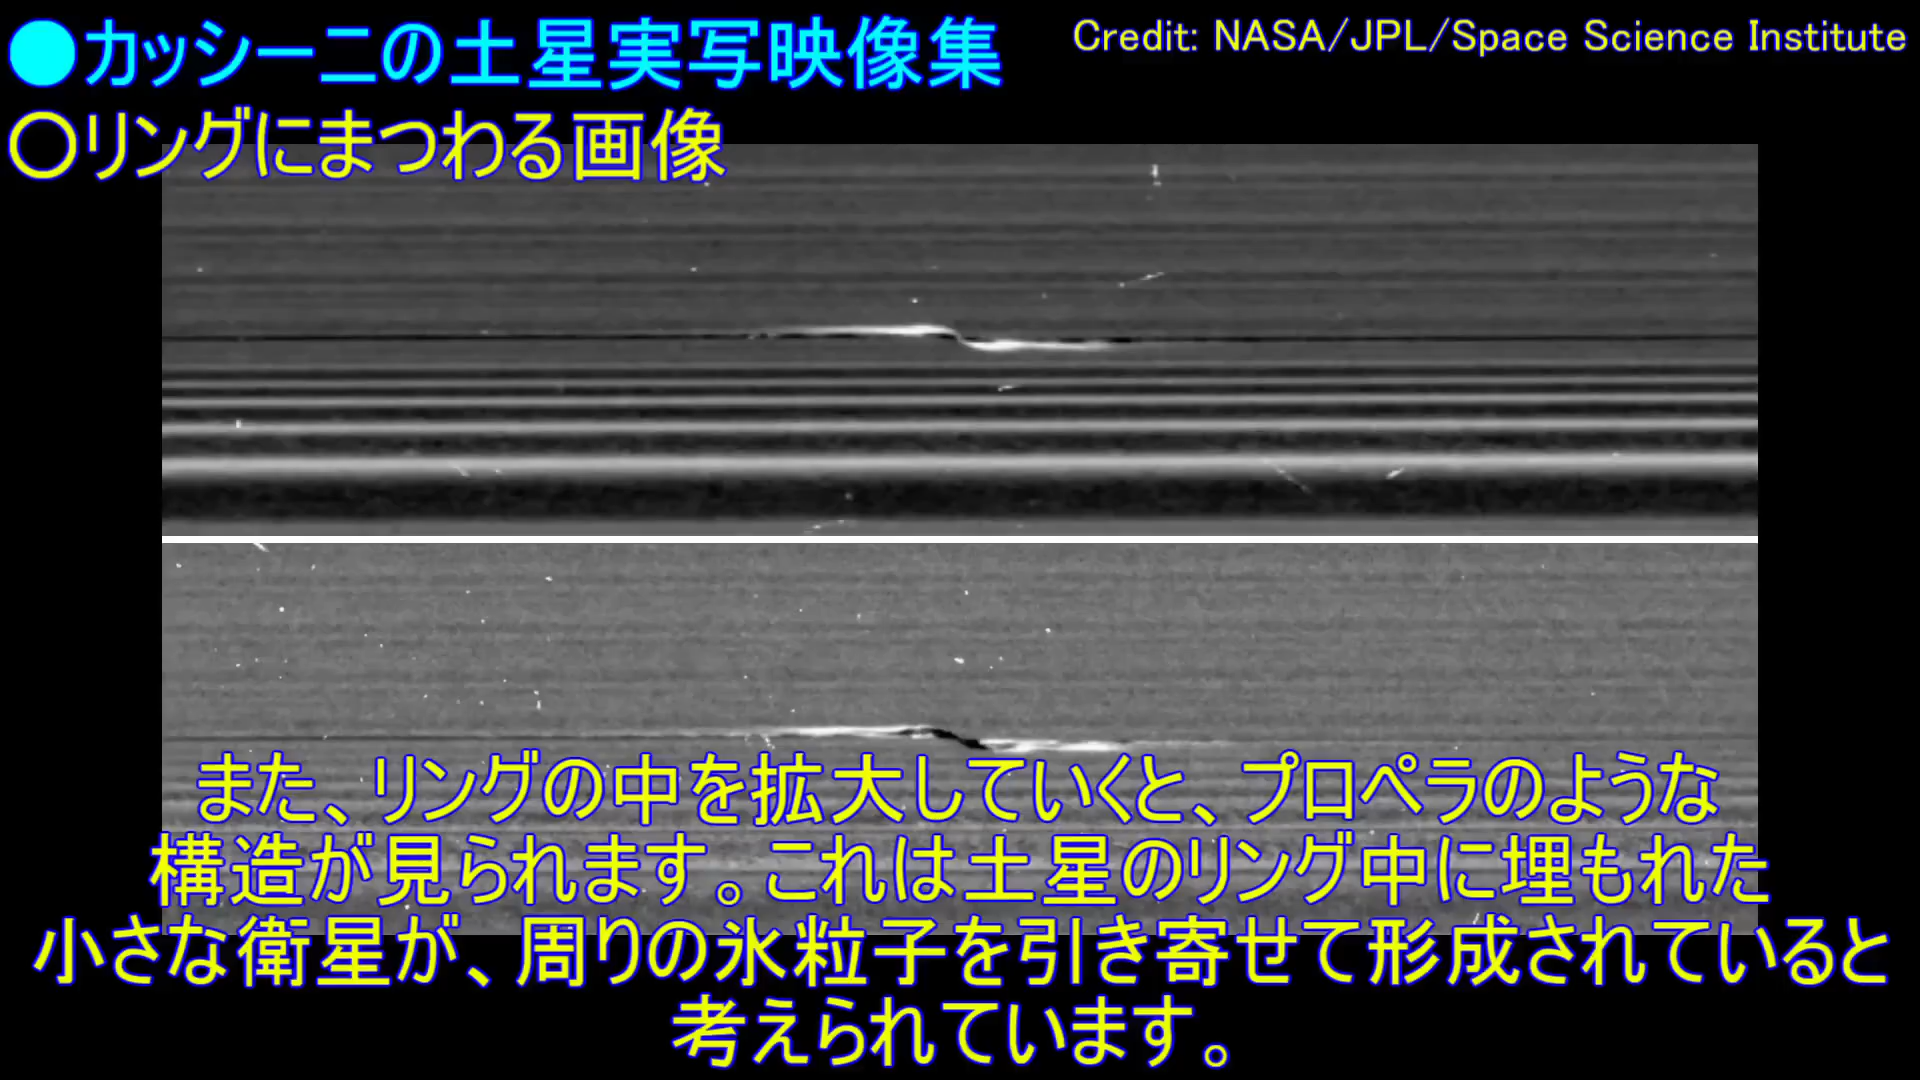 ●カッシーニの土星実写映像集
Credit: NASA/JPL/Space Science Institute
○リングにまつわる画像
また、リングの中を拡大していくと、プロペラのような
構造が見られます。これは土星のリング中に埋もれた
小さな衛星が、周りの氷粒子を引き寄せて形成されていると
考えられています。